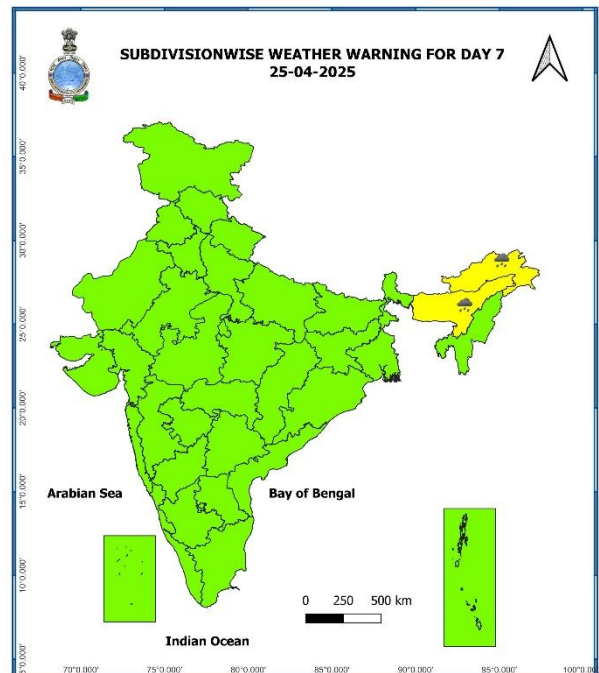 SUBDIVISIONWISE WEATHER WARNING FOR DAY 7
25-04-2025
40°0.000'
35°0.000'
30°0.000'
25°0.000'
20°0.000'
15°0.000'
10°0.000'
5°0.000'
Arabian Sea
Bay of Bengal
0 250 500 km
Indian Ocean
70°0.000' 75°0.000' 80°0.000' 85°0.000' 90°0.000' 95°0.000' 100°0.0